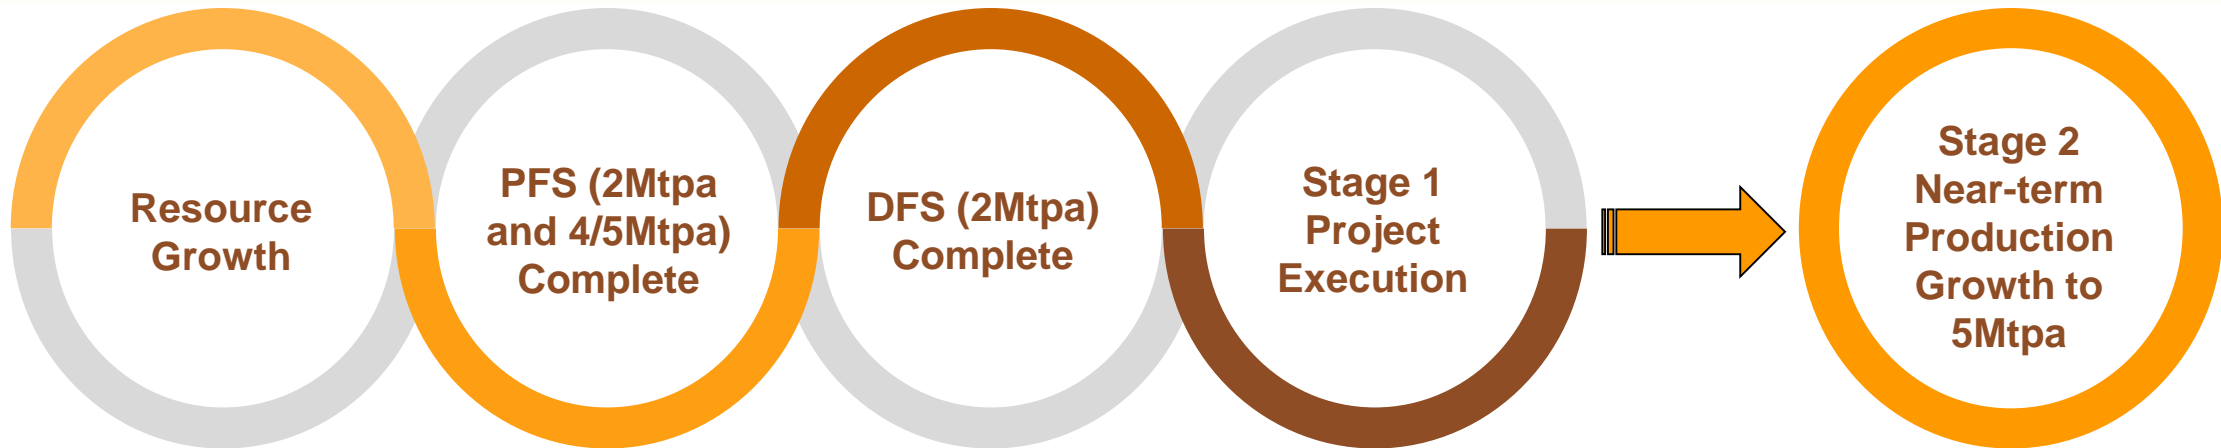 Resource
Growth
PFS (2Mtpa
and 4/5Mtpa)
Complete
DFS (2Mtpa)
Complete
Stage 1
Project
Execution
Stage 2
Near-term
Production
Growth to
5Mtpa